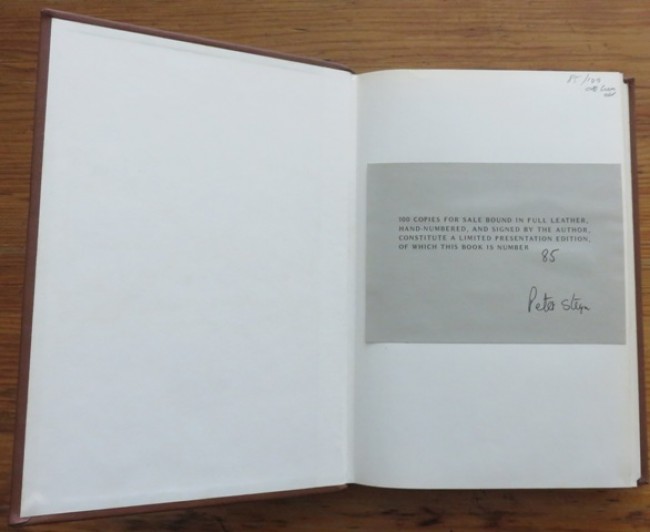 100 COPIES FOR SALE BOUND IN FULL LEATHER,
HAND-NUMBERED, AND SIGNED BY THE AUTHOR,
CONSTITUTE A LIMITED PRESENTATION EDITION,
OF WHICH THIS BOOK IS NUMBER
85
Peter Steyn